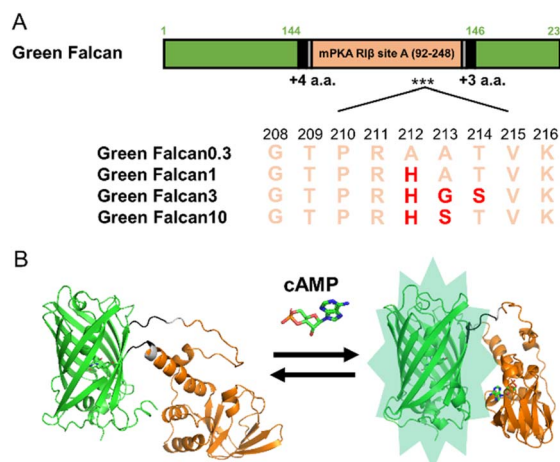 A
1 144 146 23
Green Falcan mPKA RIβ site A (92-248)
+4 a.a. *** +3 a.a.
208 209 210 211 212 213 214 215 216
Green Falcan0.3 G T P R A A T V K
Green Falcan1 G T P R H A T V K
Green Falcan3 G T P R H G S V K
Green Falcan10 G T P R H S T V K
B
cAMP